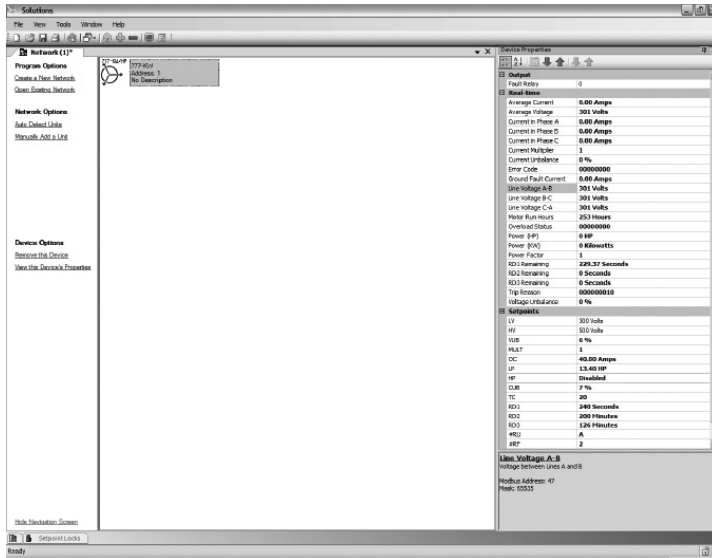 Solutions
File View Tools Window Help
Network (1)*
Program Options
Create a New Network
Open Existing Network
Network Options
Auto Detect Units
Manually Add a Unit
Device Options
Remove this Device
View this Device's Properties
Hide Navigation Screen
Address: 1
No Description
Device Properties
Output
Fault Relay 0
Real-time
Average Current 0.00 Amps
Average Voltage 301 Volts
Current in Phase A 0.00 Amps
Current in Phase B 0.00 Amps
Current in Phase C 0.00 Amps
Current Multiplier 1
Current Unbalance 0 %
Error Code 00000000
Ground Fault Current 0.00 Amps
Line Voltage A-B 301 Volts
Line Voltage B-C 301 Volts
Line Voltage C-A 301 Volts
Motor Run Hours 253 Hours
Overload Status 00000000
Power (HP) 0 HP
Power (KW) 0 Kilowatts
Power Factor 1
RD1 Remaining 229.37 Seconds
RD2 Remaining 0 Seconds
RD3 Remaining 0 Seconds
Trip Reason 000000010
Voltage Unbalance 0 %
Setpoints
LV 300 Volts
HV 500 Volts
VUB 6 %
MULT 1
OC 40.00 Amps
LP 13.40 HP
HP Disabled
CUB 7 %
TC 20
RD1 240 Seconds
RD2 200 Minutes
RD3 126 Minutes
#RU A
#RF 2
Line Voltage A-B
Voltage between Lines A and B
Modbus Address: 47
Mask: 65535
Setpoint Locks
Ready